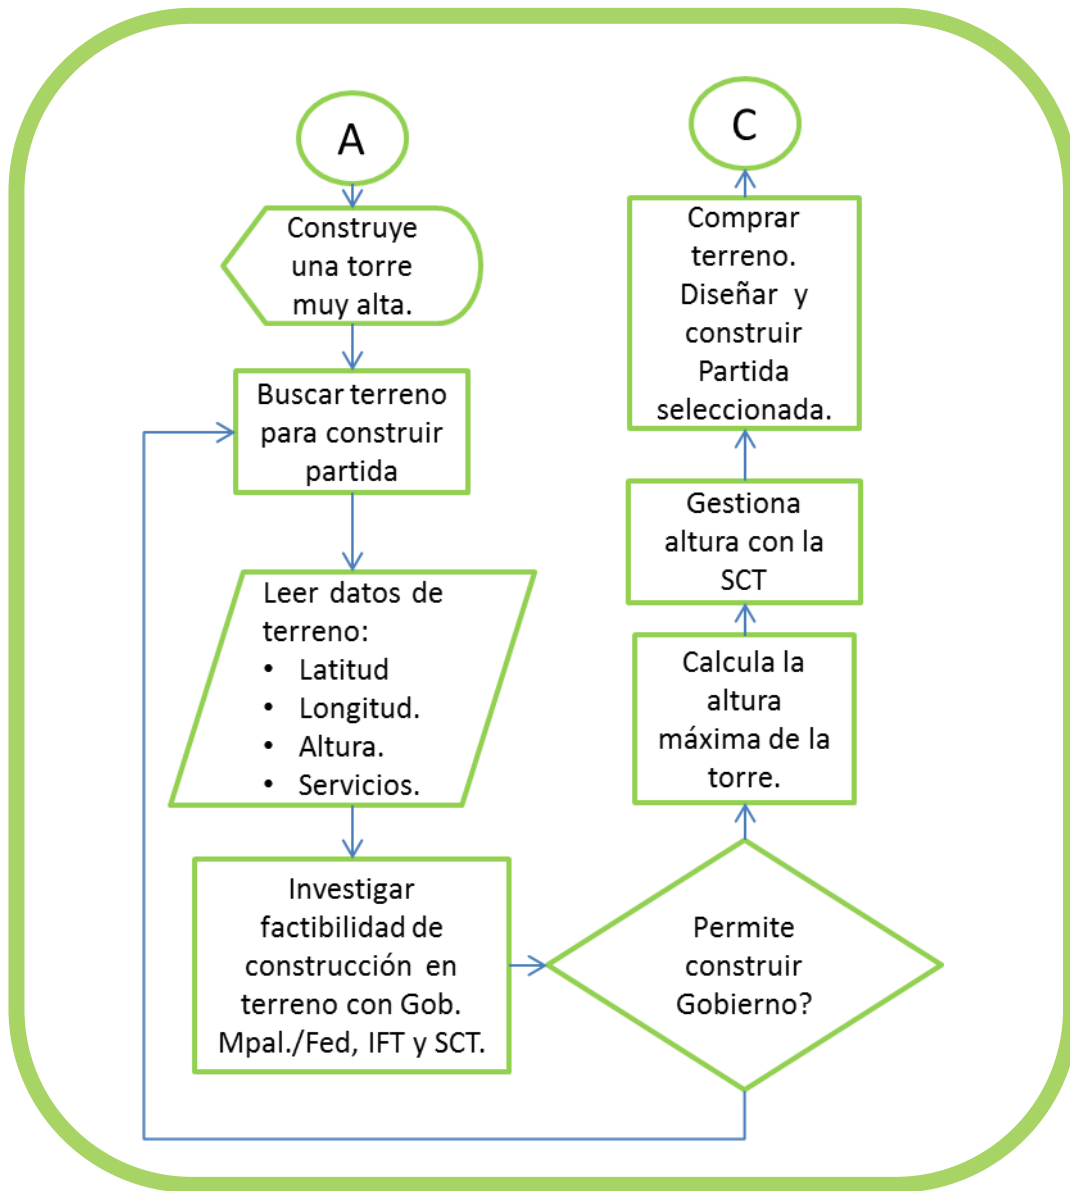 A
Construye
una torre
muy alta.
Buscar terreno
para construir
partida
Leer datos de
terreno:
• Latitud
• Longitud.
• Altura.
• Servicios.
Investigar
factibilidad de
construcción en
terreno con Gob.
Mpal./Fed, IFT y SCT.
Permite
construir
Gobierno?
Calcula la
altura
máxima de la
torre.
Gestiona
altura con la
SCT
Comprar
terreno.
Diseñar y
construir
Partida
seleccionada.
C